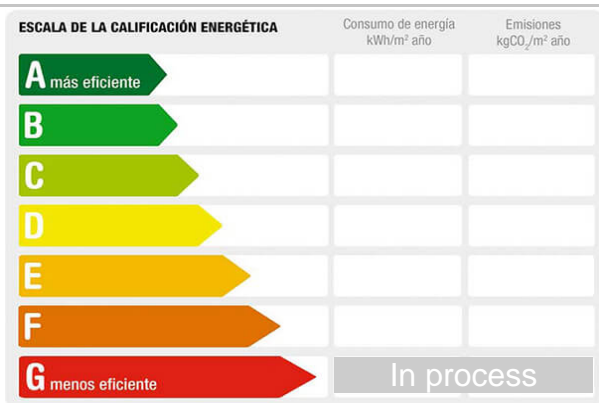 ESCALA DE LA CALIFICACIÓN ENERGÉTICA
Consumo de energía
kWh/m² año
Emisiones
kgCO₂/m² año
A más eficiente
B
C
D
E
F
G menos eficiente
In process